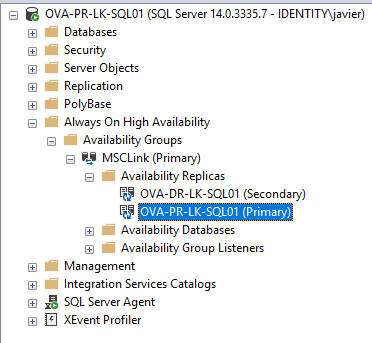 OVA-PR-LK-SQL01 (SQL Server 14.0.3335.7 - IDENTITY\javier)
Databases
Security
Server Objects
Replication
PolyBase
Always On High Availability
Availability Groups
MSCLink (Primary)
Availability Replicas
OVA-DR-LK-SQL01 (Secondary)
OVA-PR-LK-SQL01 (Primary)
Availability Databases
Availability Group Listeners
Management
Integration Services Catalogs
SQL Server Agent
XEvent Profiler